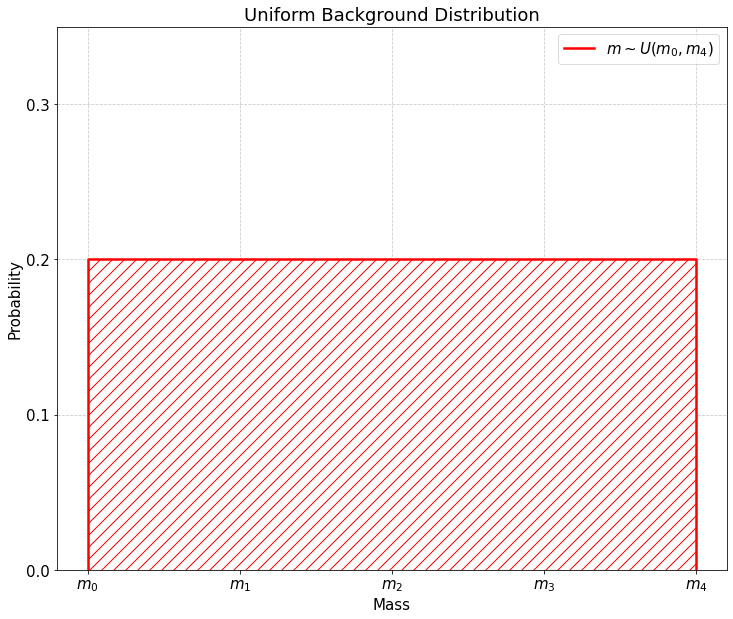 Uniform Background Distribution
m ~ U(m₀, m₄)
Probability
0.3
0.2
0.1
0.0
m₀ m₁ m₂ m₃ m₄
Mass